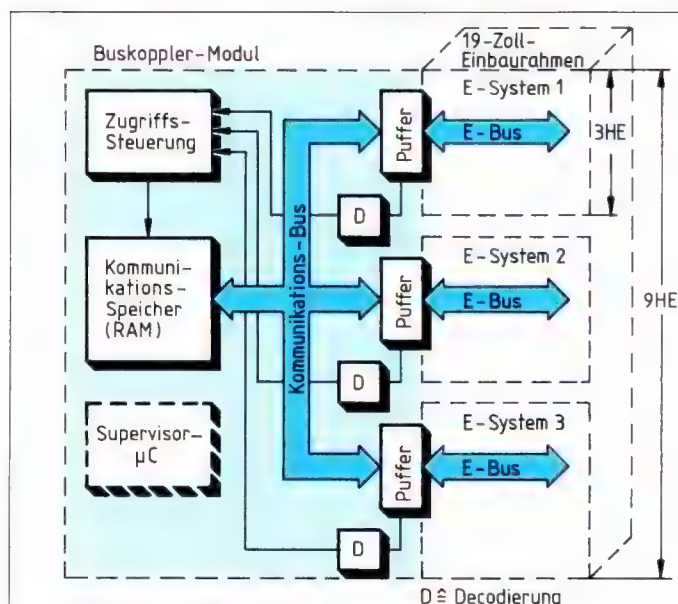 Buskoppler-Modul
19-Zoll-
Einbaurahmen
Zugriffs-
Steuerung
Kommuni-
kations-
Speicher
(RAM)
Supervisor-
µC
Kommunikations-Bus
Puffer
D
E-System 1
E-Bus
3HE
Puffer
D
E-System 2
E-Bus
9HE
Puffer
D
E-System 3
E-Bus
D ≙ Decodierung